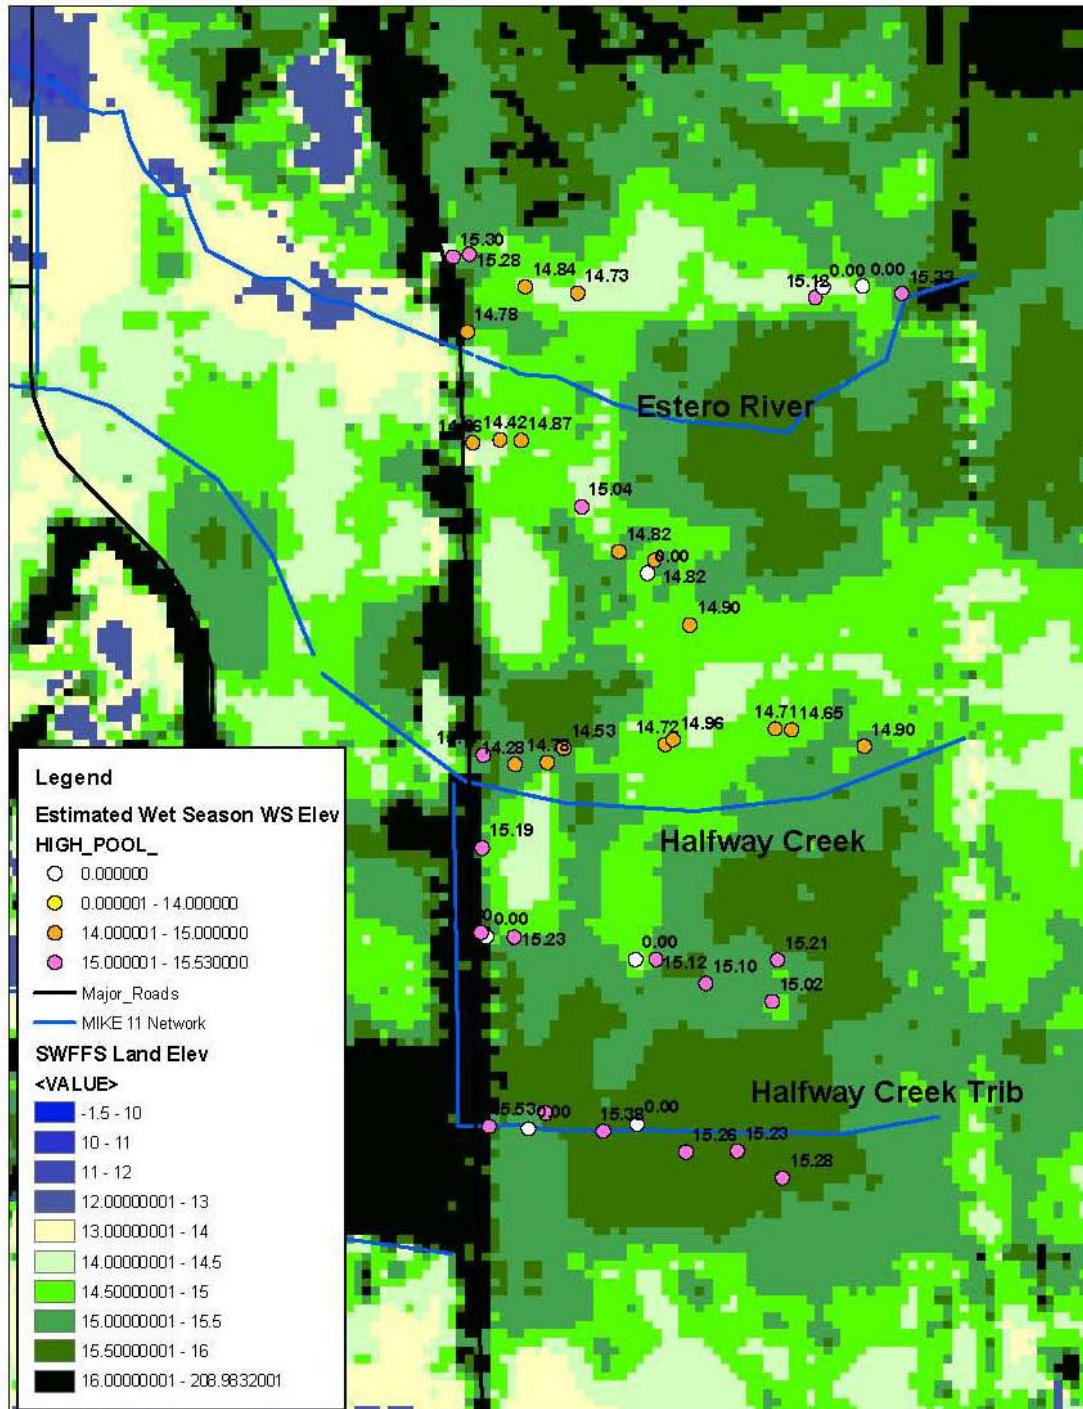 15.30
15.28
14.84
14.73
15.12
0.00
0.00
15.33
14.78
Estero River
14.42
14.87
15.04
14.82
0.00
14.82
14.90
14.53
14.72
14.96
14.71
14.65
14.90
14.28
14.78
15.19
Halfway Creek
0.00
15.23
0.00
15.12
15.10
15.21
15.02
Halfway Creek Trib
15.38
0.00
15.26
15.23
15.28
Legend
Estimated Wet Season WS Elev
HIGH_POOL_
0.000000
0.000001 - 14.000000
14.000001 - 15.000000
15.000001 - 15.530000
Major_Roads
MIKE 11 Network
SWFFS Land Elev
<VALUE>
-1.5 - 10
10 - 11
11 - 12
12.00000001 - 13
13.00000001 - 14
14.00000001 - 14.5
14.50000001 - 15
15.00000001 - 15.5
15.50000001 - 16
16.00000001 - 208.9832001